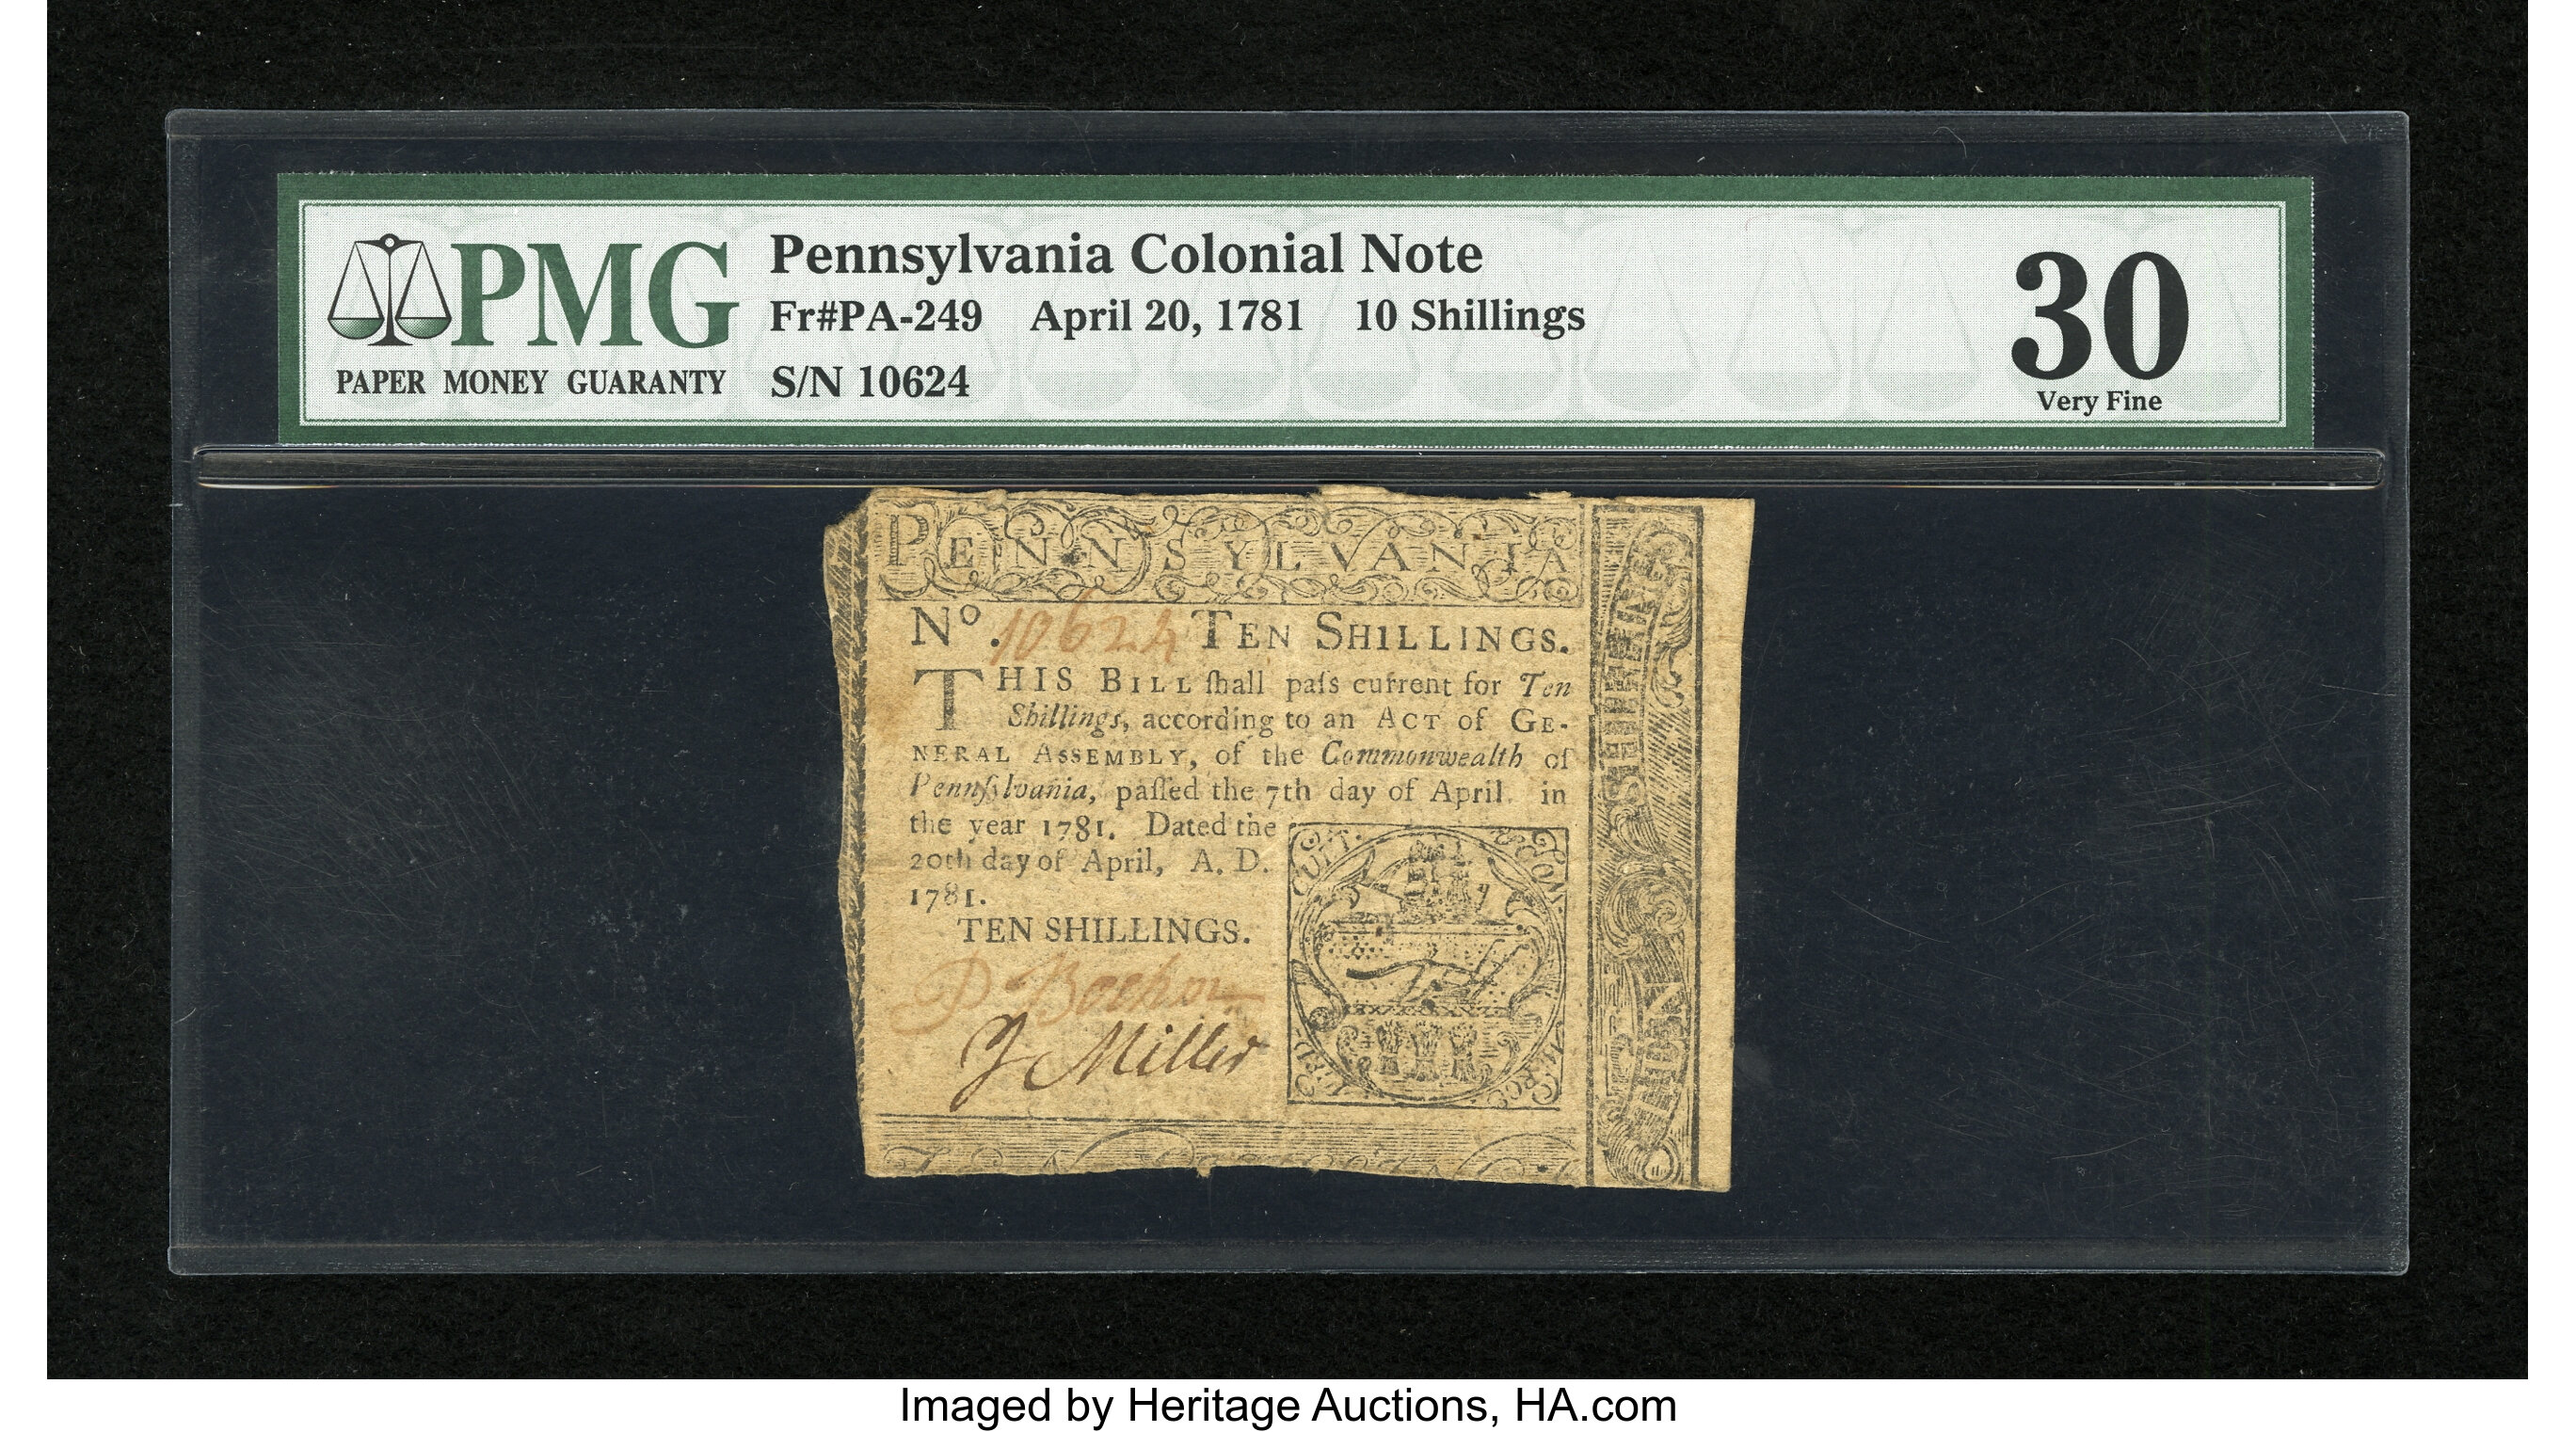 PMG
PAPER MONEY GUARANTY
Pennsylvania Colonial Note
Fr#PA-249 April 20, 1781 10 Shillings
S/N 10624
30
Very Fine
PENNSYLVANIA
No. 10624 TEN SHILLINGS.
THIS BILL ſhall paſs current for Ten
Shillings, according to an ACT of GE-
NERAL ASSEMBLY, of the Commonwealth of
Pennſylvania, paſſed the 7th day of April in
the year 1781. Dated the
20th day of April, A. D.
1781.
TEN SHILLINGS.
J Miller
TEN SHILLINGS
Imaged by Heritage Auctions, HA.com